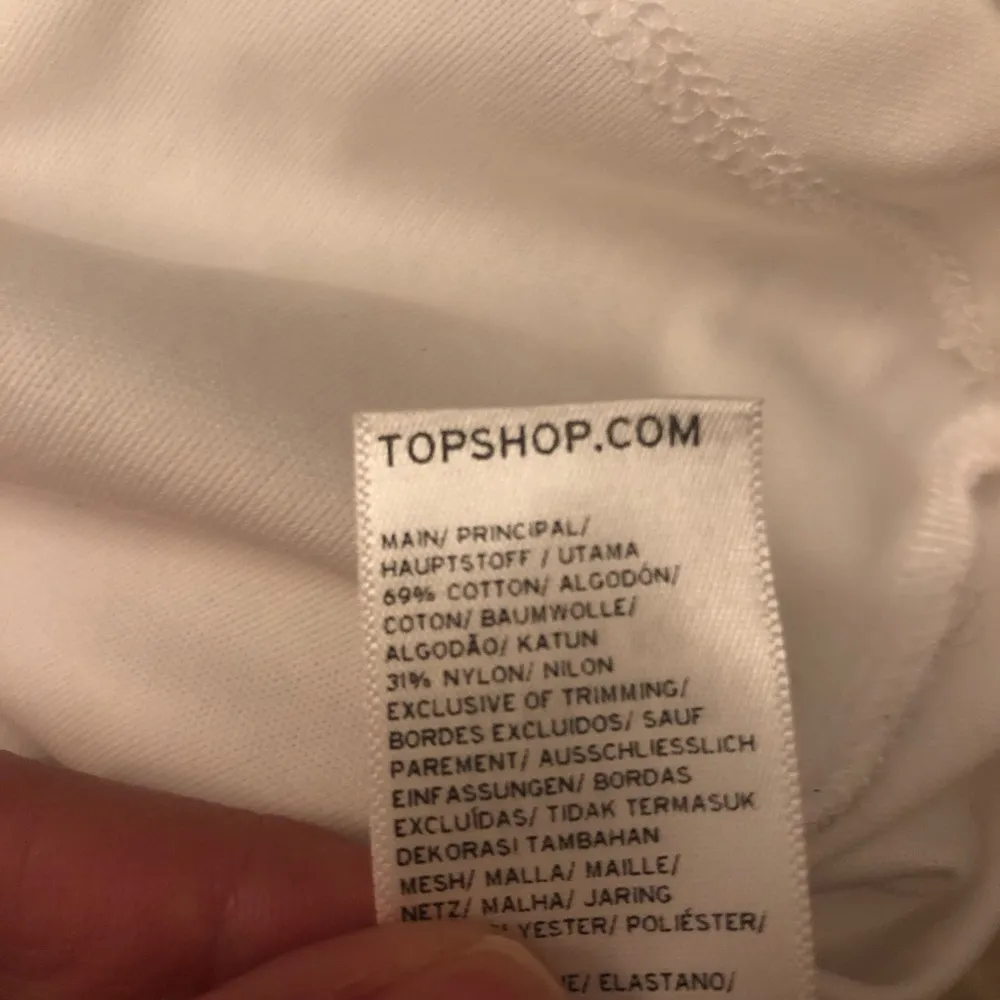 TOPSHOP.COM
MAIN/ PRINCIPAL/
HAUPTSTOFF / UTAMA
69% COTTON/ ALGODÓN/
COTON/ BAUMWOLLE/
ALGODÃO/ KATUN
31% NYLON/ NILON
EXCLUSIVE OF TRIMMING/
BORDES EXCLUIDOS/ SAUF
PAREMENT/ AUSSCHLIESSLICH
EINFASSUNGEN/ BORDAS
EXCLUÍDAS/ TIDAK TERMASUK
DEKORASI TAMBAHAN
MESH/ MALLA/ MAILLE/
NETZ/ MALHA/ JARING
POLIÉSTER/
ELASTANO/